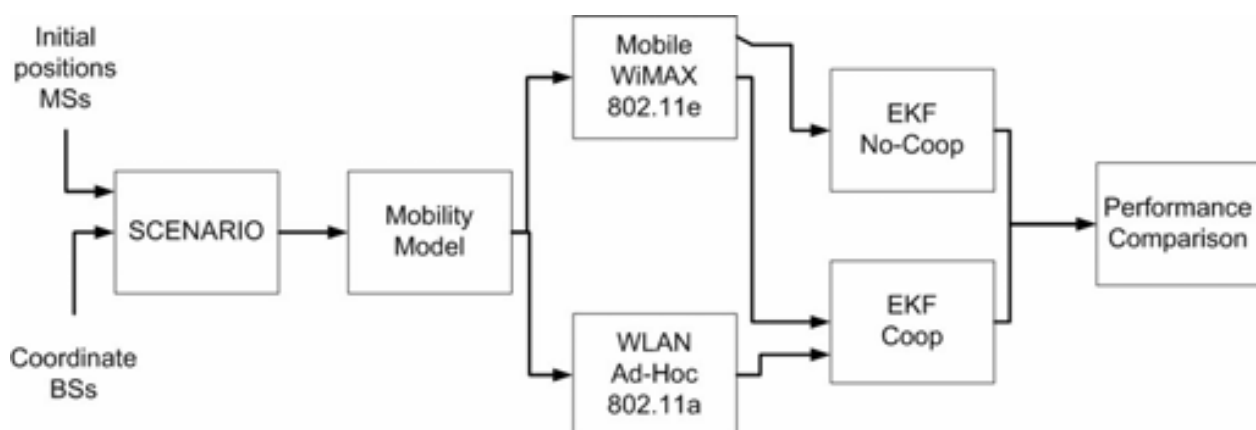 Initial
positions
MSs
Coordinate
BSs
SCENARIO
Mobility
Model
Mobile
WiMAX
802.11e
WLAN
Ad-Hoc
802.11a
EKF
No-Coop
EKF
Coop
Performance
Comparison